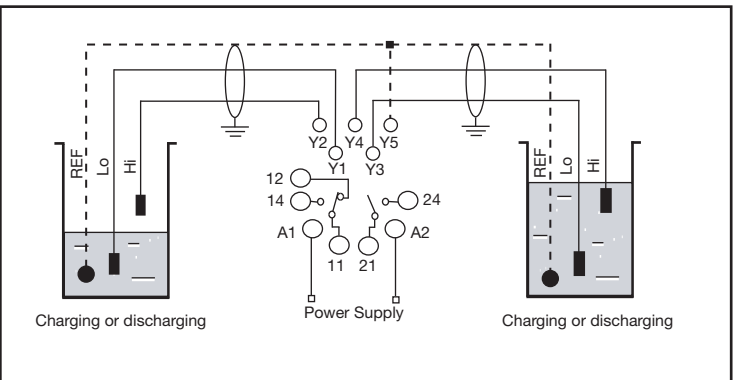 Y2
Y4
Y5
Y1
Y3
REF
Lo
Hi
REF
Lo
Hi
12
14
24
A1
A2
11
21
Power Supply
Charging or discharging
Charging or discharging